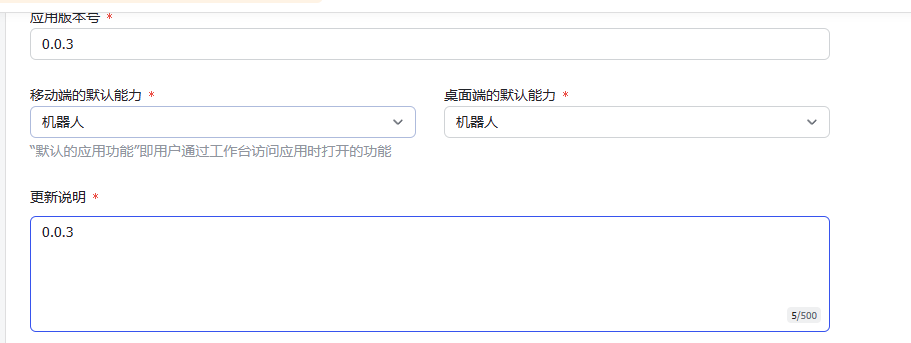 应用版本号 *
0.0.3
移动端的默认能力 * 桌面端的默认能力 *
机器人 机器人
“默认的应用功能”即用户通过工作台访问应用时打开的功能
更新说明 *
0.0.3
5/500